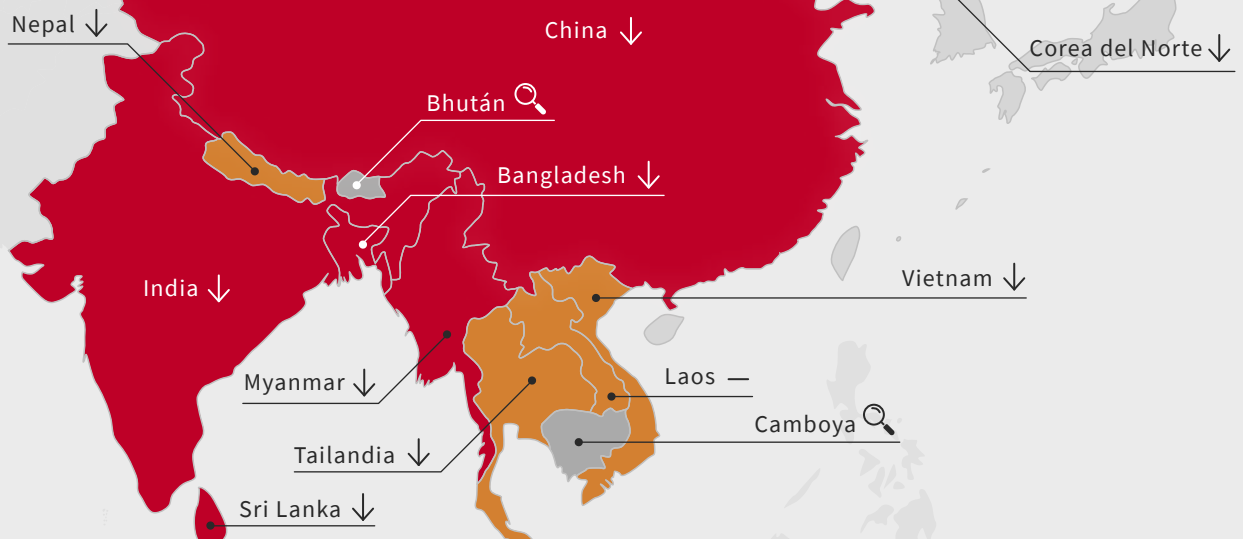 Nepal
China
Corea del Norte
Bhután
Bangladesh
India
Vietnam
Myanmar
Laos
Camboya
Tailandia
Sri Lanka